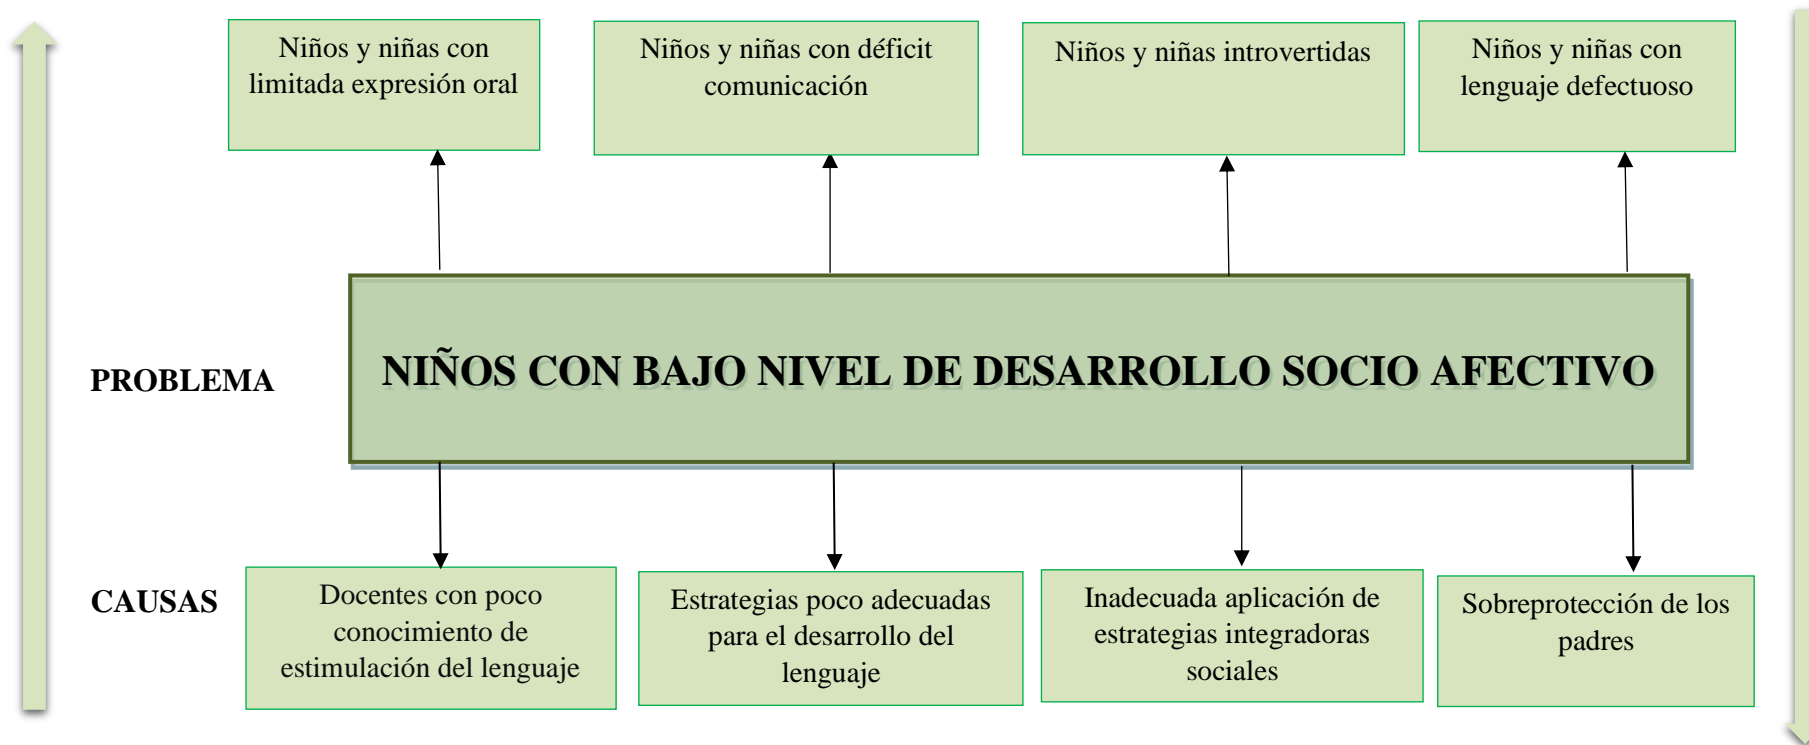 Niños y niñas con
limitada expresión oral
Niños y niñas con déficit
comunicación
Niños y niñas introvertidas
Niños y niñas con
lenguaje defectuoso
PROBLEMA
NIÑOS CON BAJO NIVEL DE DESARROLLO SOCIO AFECTIVO
CAUSAS
Docentes con poco
conocimiento de
estimulación del lenguaje
Estrategias poco adecuadas
para el desarrollo del
lenguaje
Inadecuada aplicación de
estrategias integradoras
sociales
Sobreprotección de los
padres